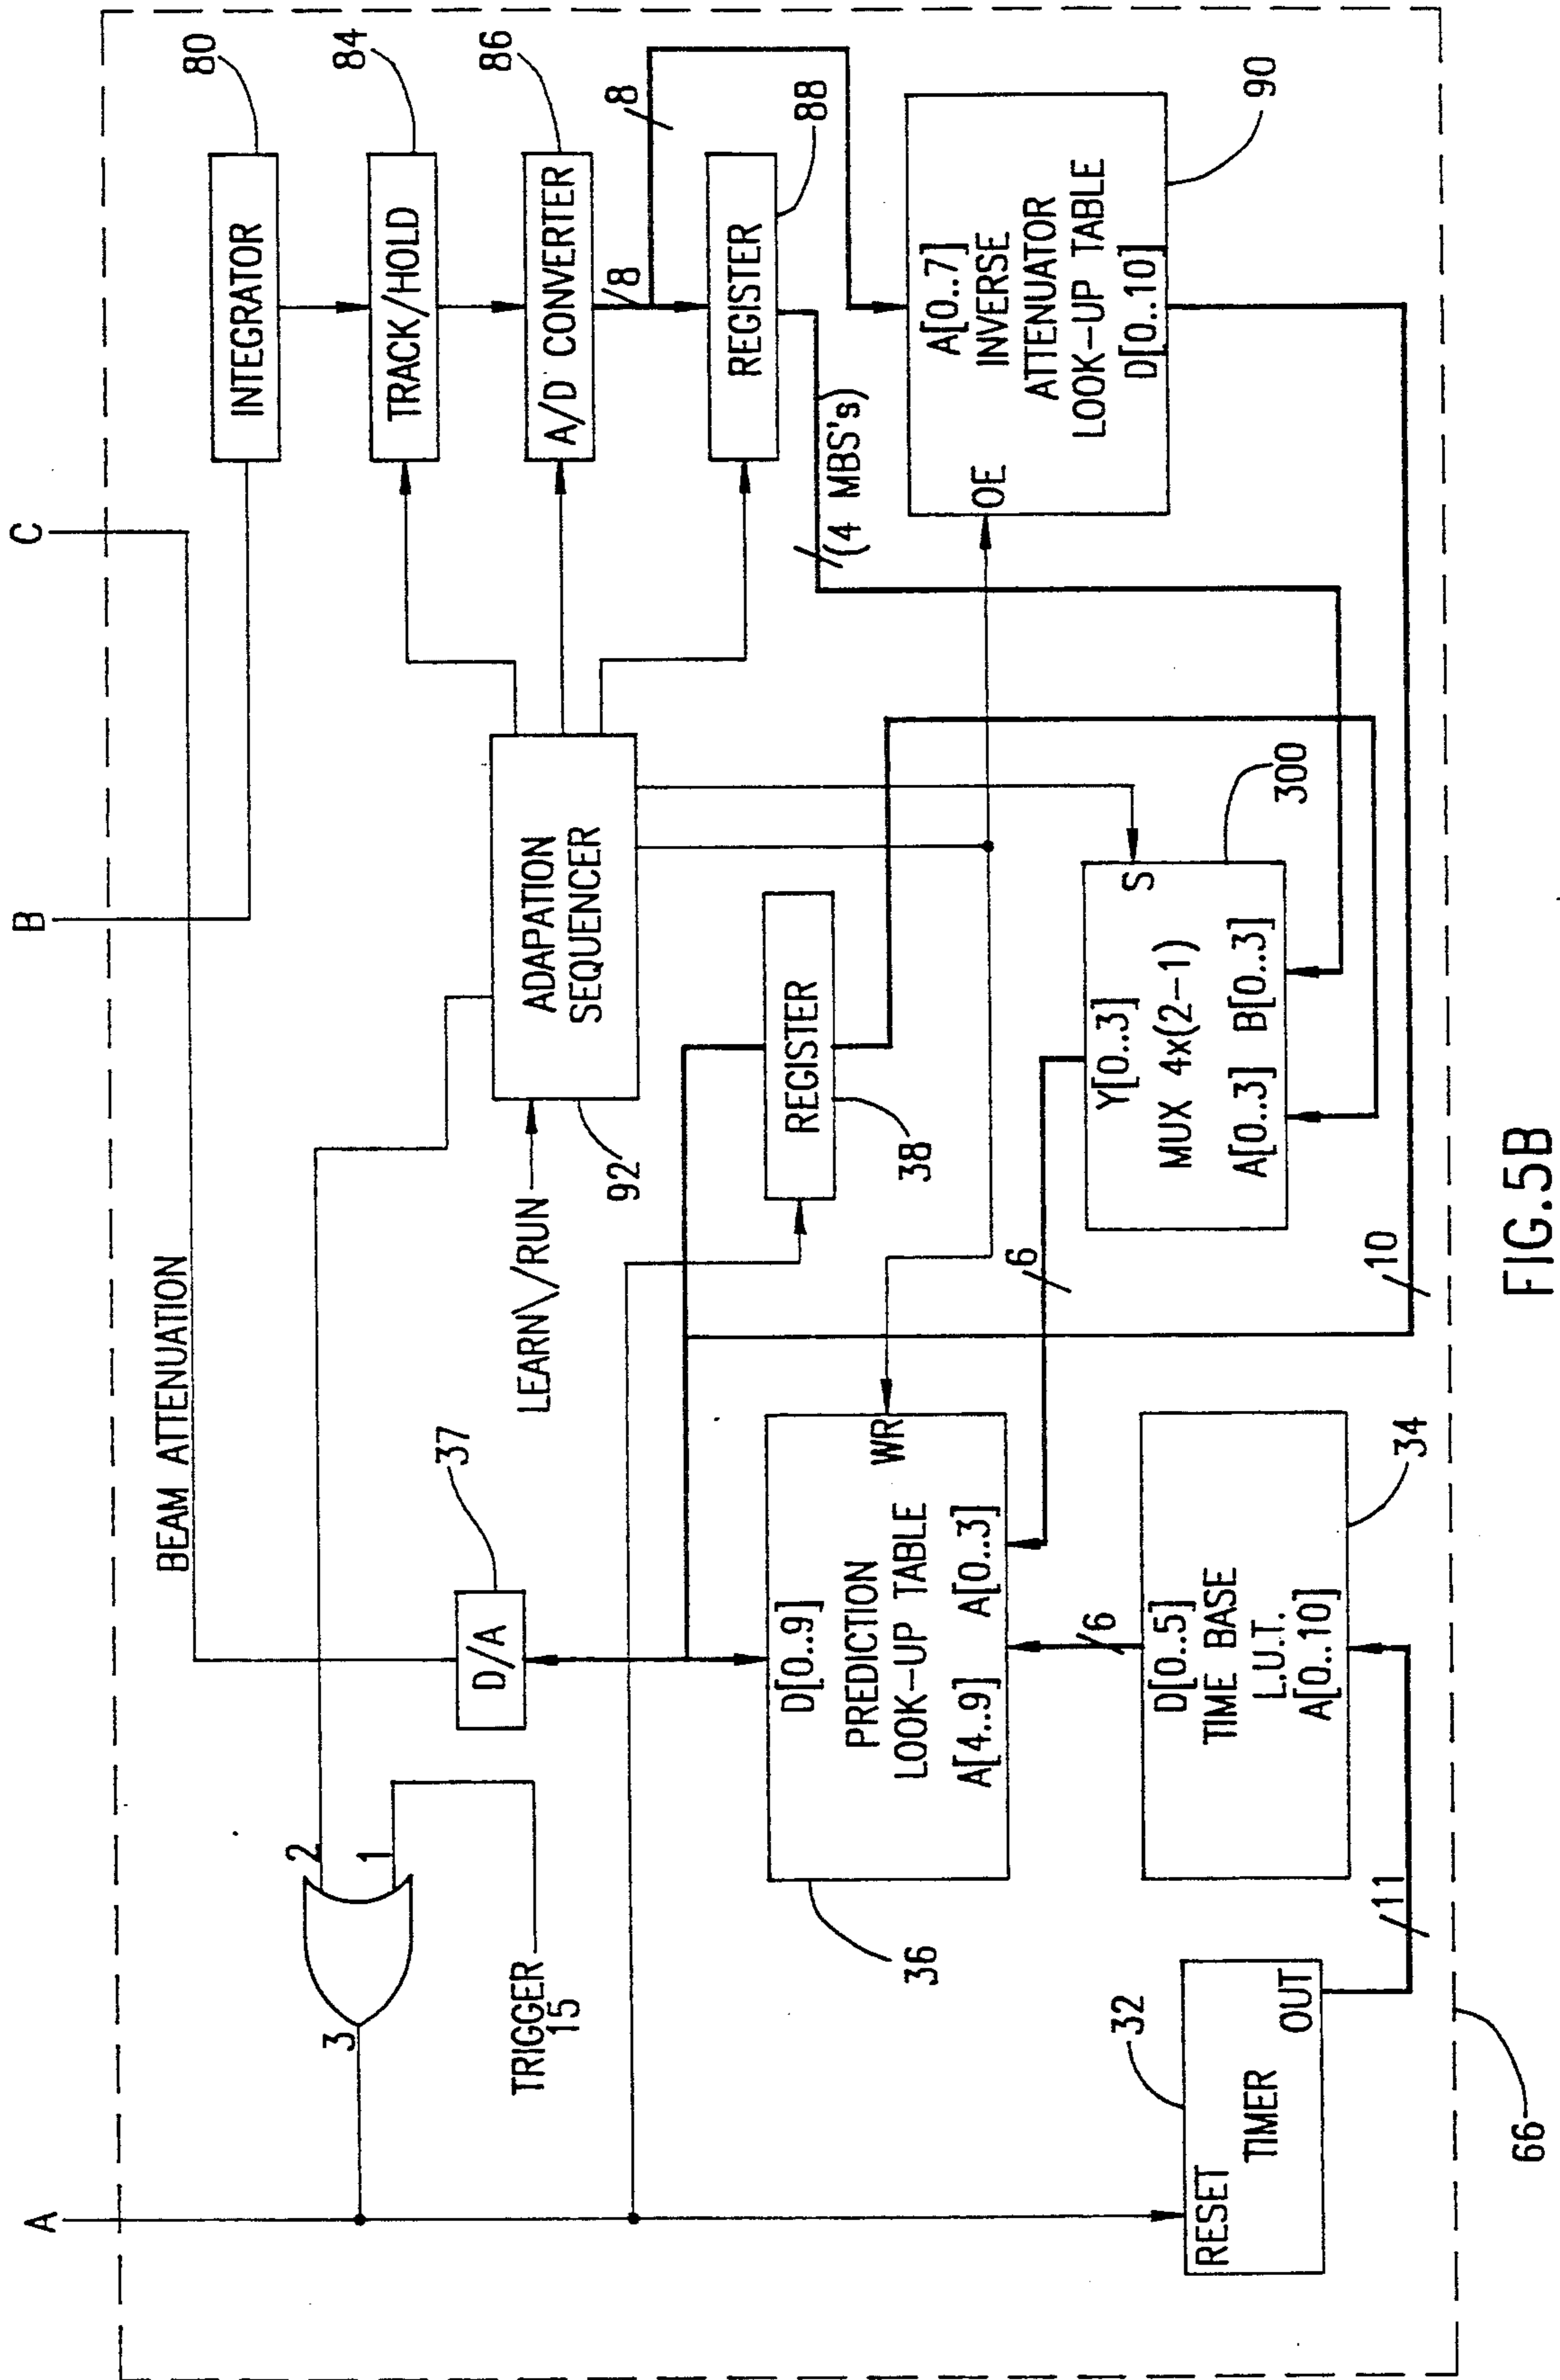 A
B
C
BEAM ATTENUATION
80
INTEGRATOR
84
TRACK/HOLD
86
A/D CONVERTER
8
8
REGISTER
88
(4 MBS's)
A[0..7]
INVERSE
ATTENUATOR
LOOK-UP TABLE
D[0..10]
OE
90
ADAPATION
SEQUENCER
92
LEARN\/RUN
REGISTER
38
S
Y[0..3]
MUX 4x(2-1)
A[0..3] B[0..3]
300
6
10
37
D/A
2
1
3
TRIGGER
15
D[0..9]
WR
PREDICTION
LOOK-UP TABLE
A[4..9] A[0..3]
36
6
D[0..5]
TIME BASE
L.U.T.
A[0..10]
34
11
32
RESET
TIMER
OUT
66
FIG.5B